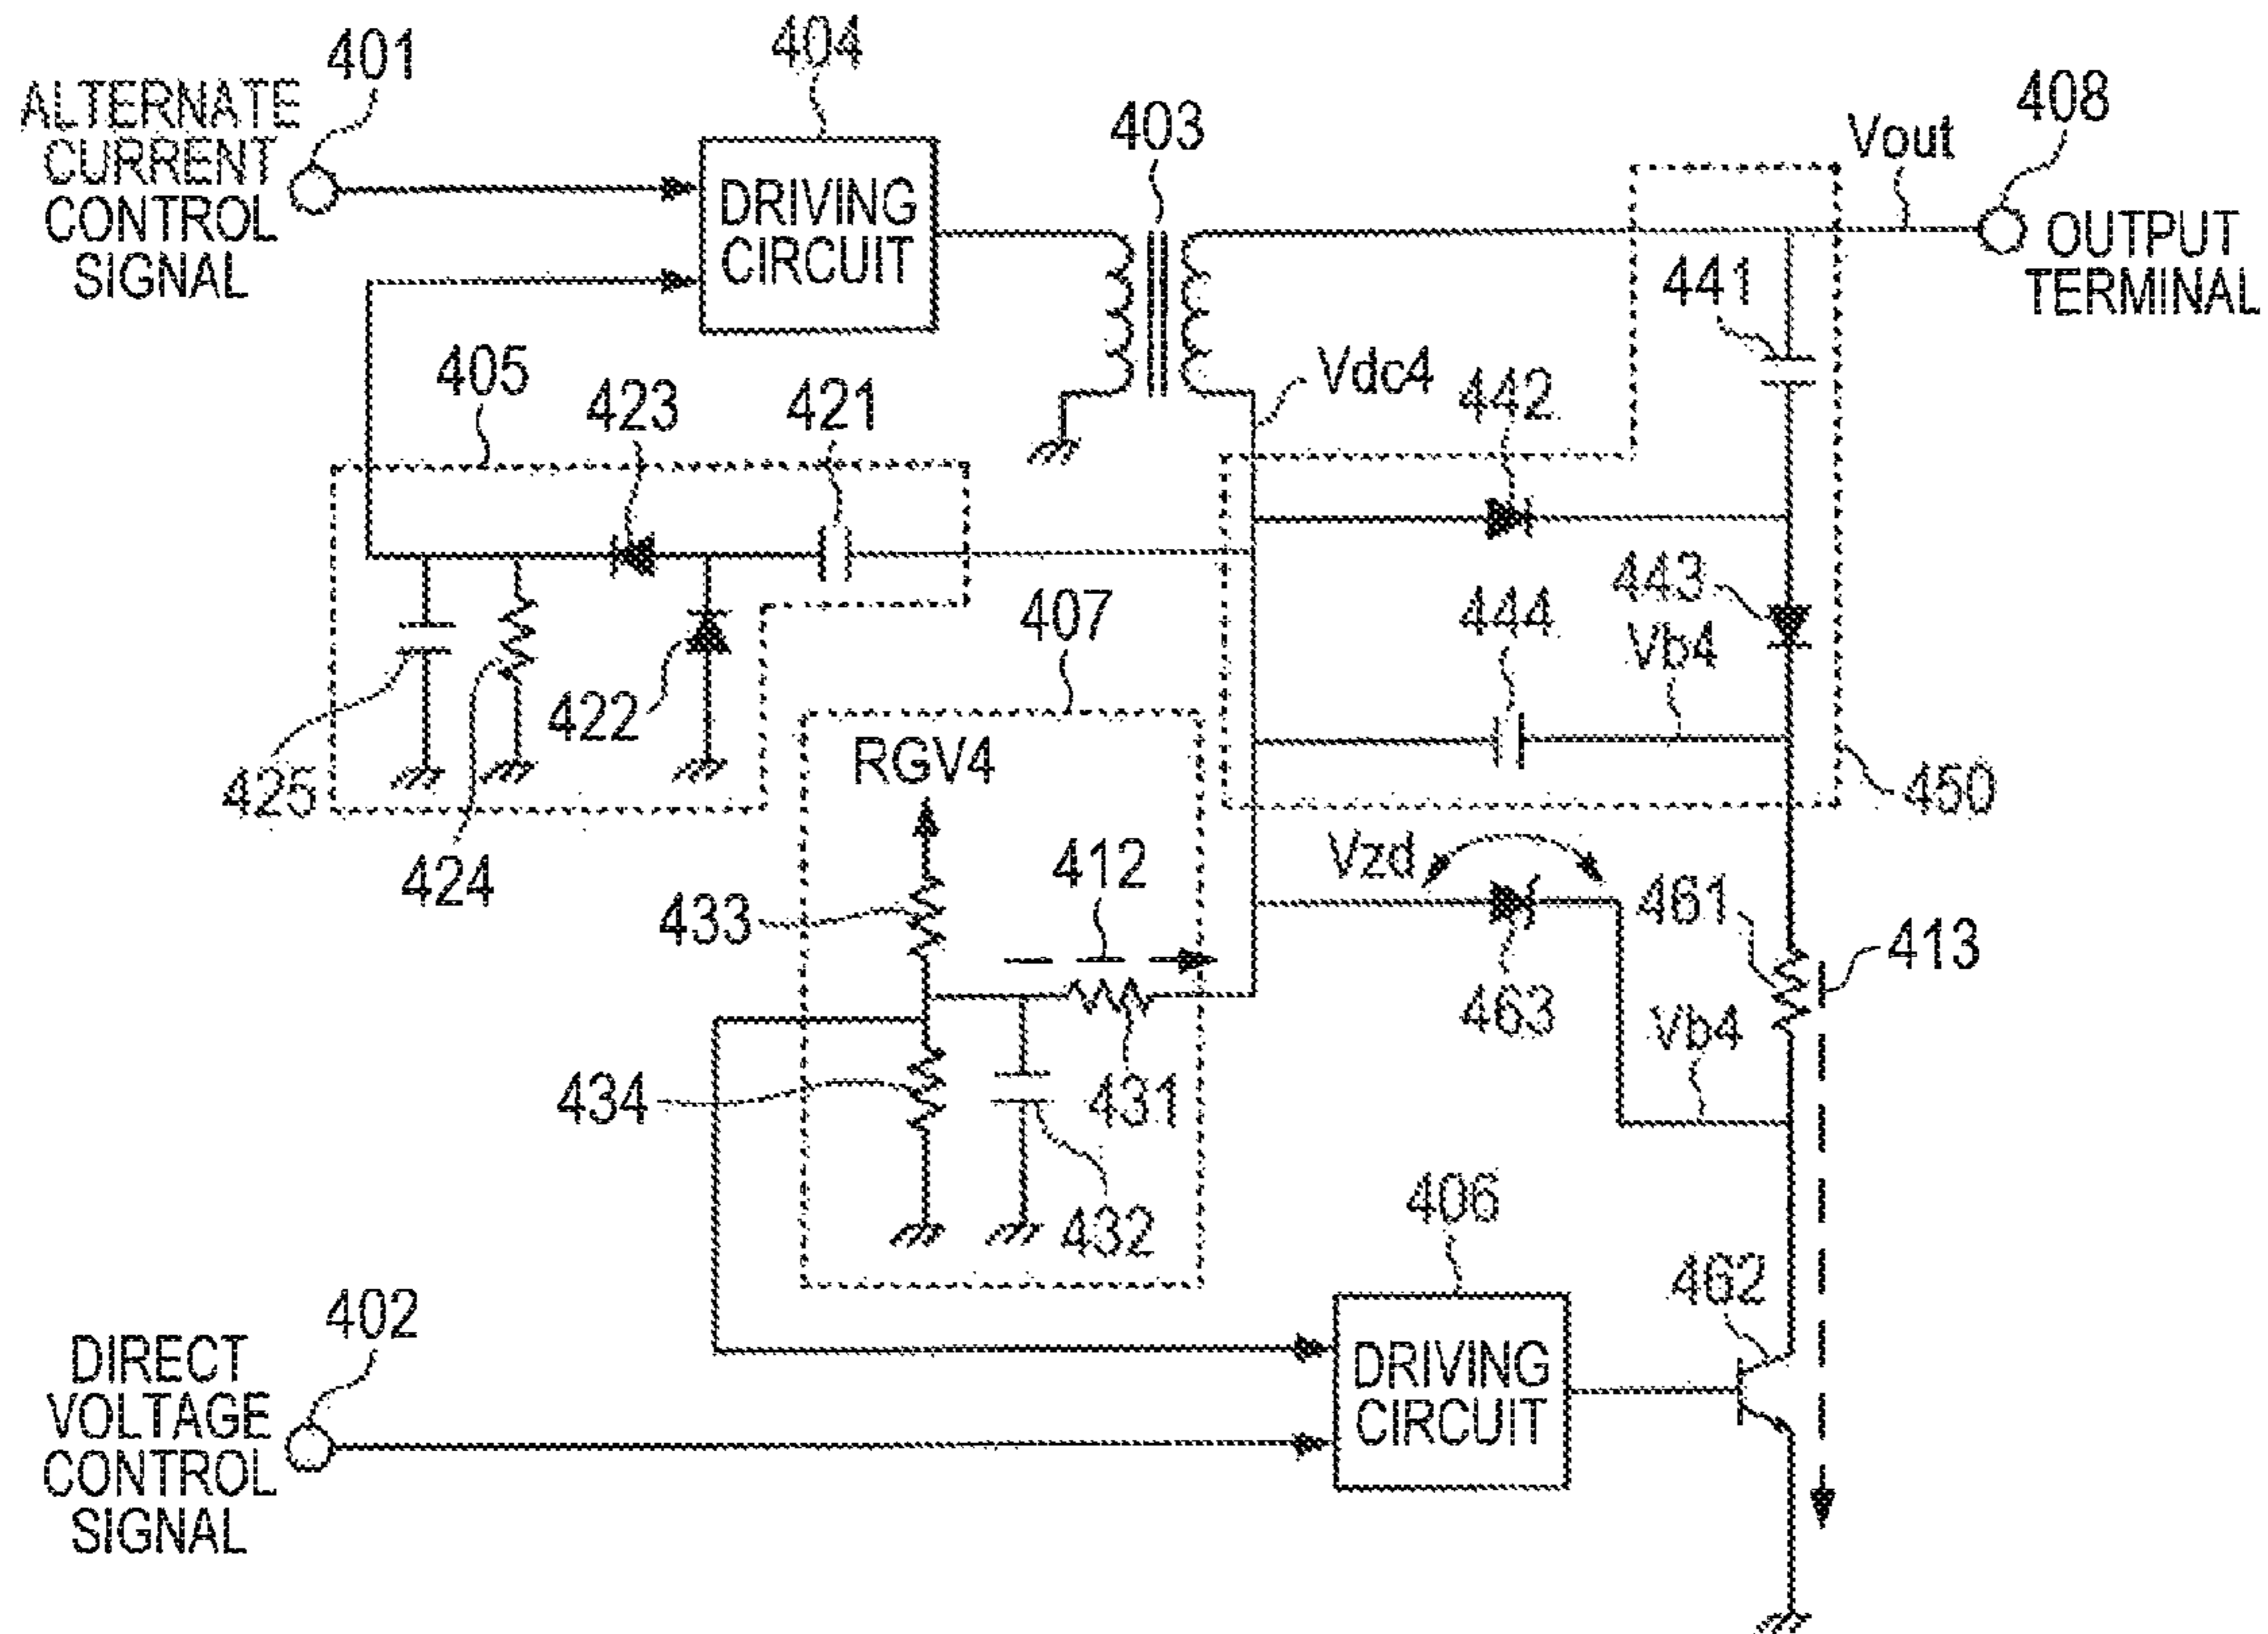 401
ALTERNATE
CURRENT
CONTROL
SIGNAL
404
DRIVING
CIRCUIT
403
408
Vout
OUTPUT
TERMINAL
441
405
423
421
Vdc4
442
443
444
Vb4
407
422
425
424
RGV4
450
412
Vzd
433
461
413
463
Vb4
434
431
432
406
462
402
DIRECT
VOLTAGE
CONTROL
SIGNAL
DRIVING
CIRCUIT